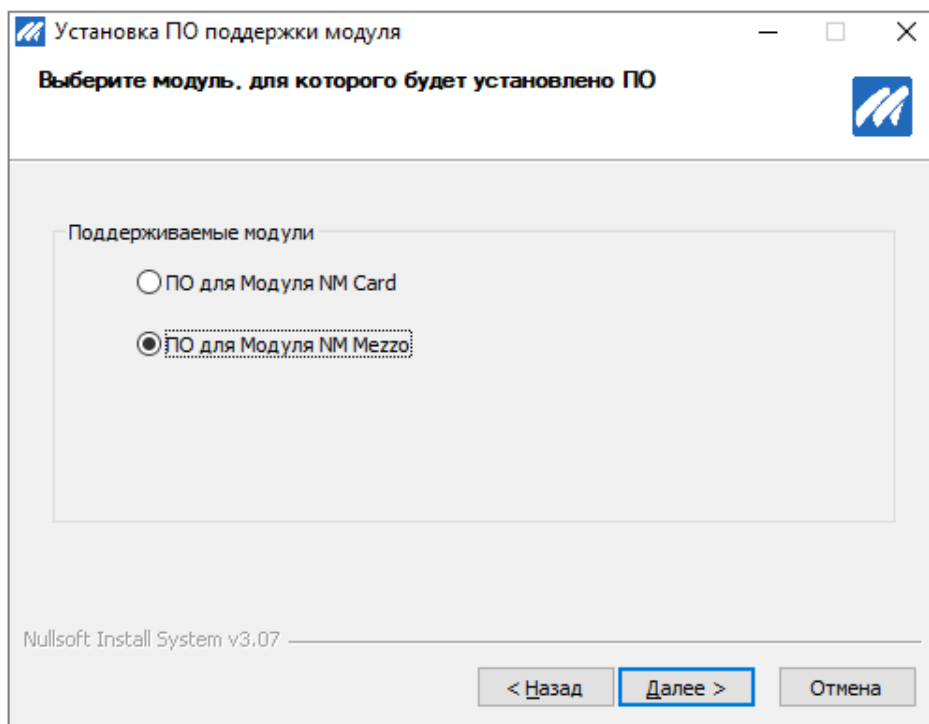 Установка ПО поддержки модуля
Выберите модуль, для которого будет установлено ПО
Поддерживаемые модули
ПО для Модуля NM Card
ПО для Модуля NM Mezzo
Nullsoft Install System v3.07
< Назад Далее > Отмена